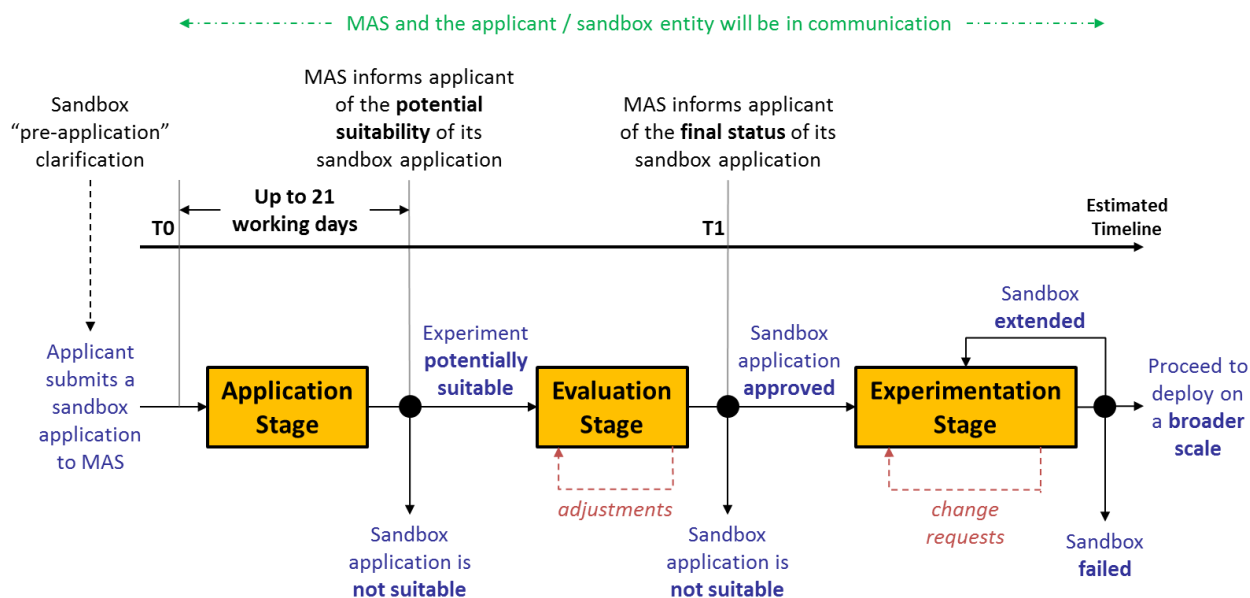 MAS and the applicant / sandbox entity will be in communication
Sandbox
“pre-application”
clarification
MAS informs applicant
of the potential
suitability of its
sandbox application
MAS informs applicant
of the final status of its
sandbox application
Up to 21
working days
T0
T1
Estimated
Timeline
Applicant
submits a
sandbox
application
to MAS
Application
Stage
Experiment
potentially
suitable
Evaluation
Stage
adjustments
Sandbox
application
approved
Experimentation
Stage
change
requests
Sandbox
extended
Proceed to
deploy on
a broader
scale
Sandbox
application is
not suitable
Sandbox
application is
not suitable
Sandbox
failed